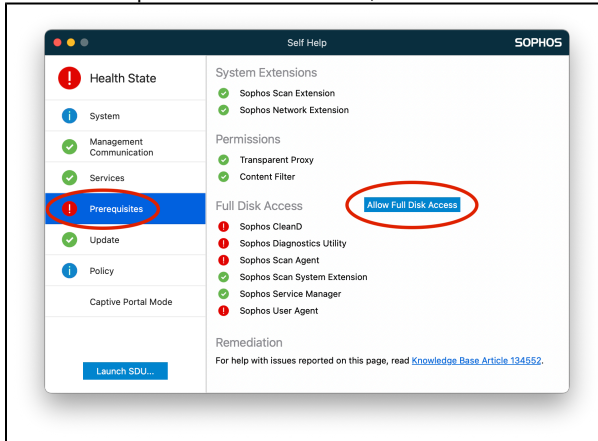 Self Help
SOPHOS
Health State
System
Management
Communication
Services
Prerequisites
Update
Policy
Captive Portal Mode
Launch SDU...
System Extensions
Sophos Scan Extension
Sophos Network Extension
Permissions
Transparent Proxy
Content Filter
Full Disk Access
Allow Full Disk Access
Sophos CleanD
Sophos Diagnostics Utility
Sophos Scan Agent
Sophos Scan System Extension
Sophos Service Manager
Sophos User Agent
Remediation
For help with issues reported on this page, read Knowledge Base Article 134552.